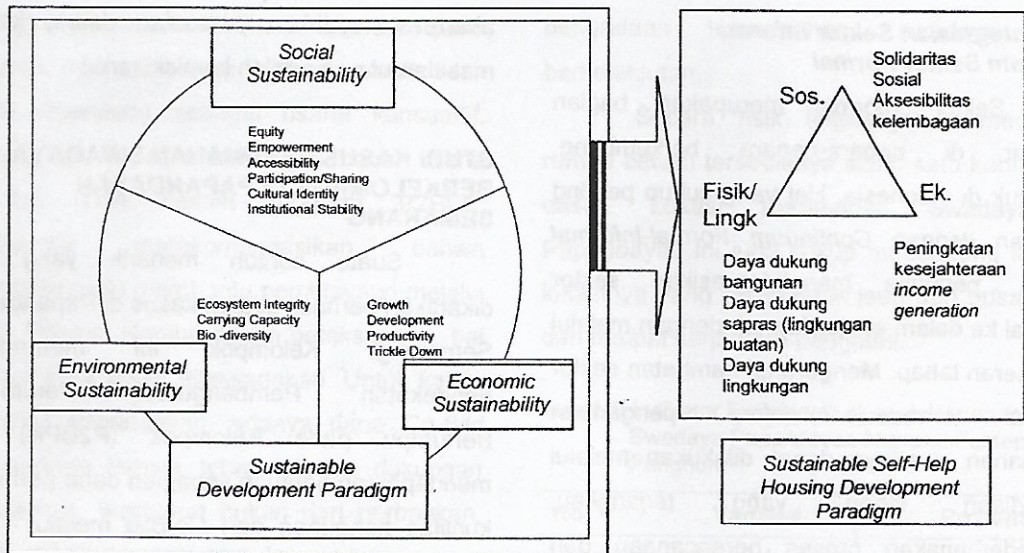 Social
Sustainability
Equity
Empowerment
Accessibility
Participation/Sharing
Cultural Identity
Institutional Stability
Ecosystem Integrity
Carrying Capacity
Bio -diversity
Growth
Development
Productivity
Trickle Down
Environmental
Sustainability
Economic
Sustainability
Sustainable
Development Paradigm
Solidaritas
Sosial
Aksesibilitas
kelembagaan
Sos.
Fisik/
Lingk
Ek.
Daya dukung
bangunan
Daya dukung
sapras (lingkungan
buatan)
Daya dukung
lingkungan
Peningkatan
kesejahteraan
income
generation
Sustainable Self-Help
Housing Development
Paradigm